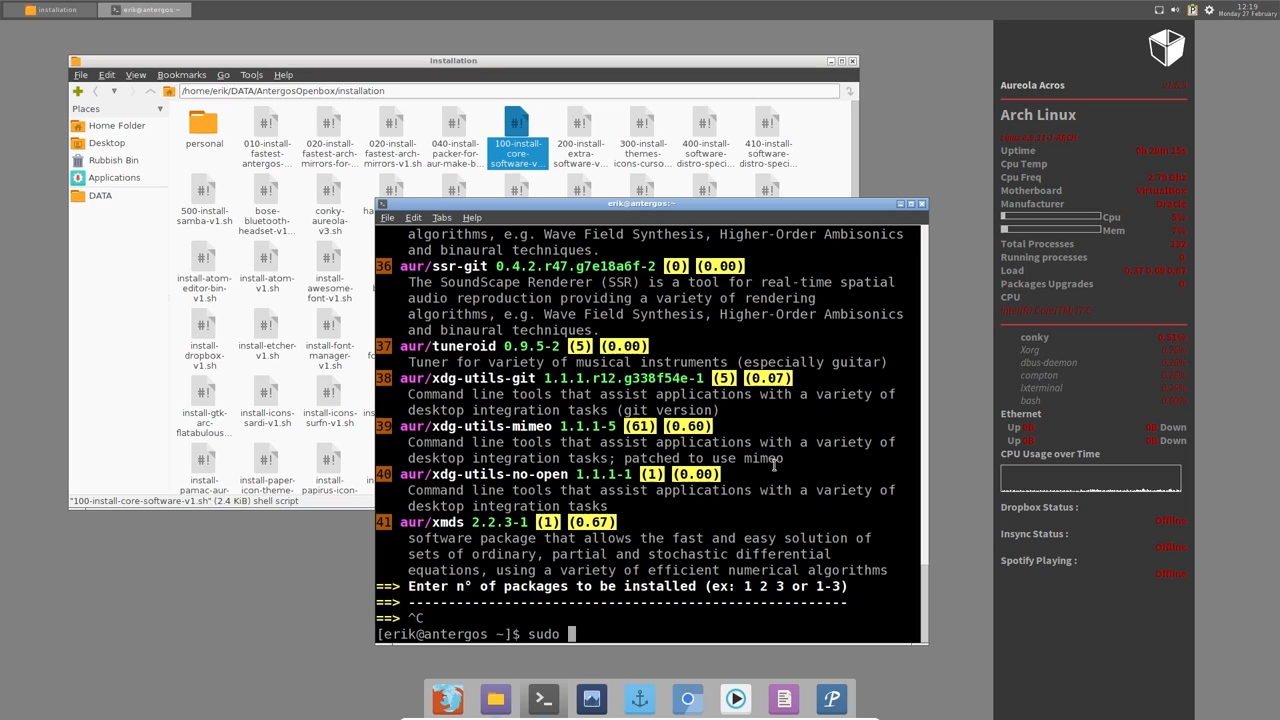 installation
erik@antergos:~
12:19
Monday 27 February
installation
File Edit View Bookmarks Go Tools Help
/home/erik/DATA/AntergosOpenbox/installation
Places
Home Folder
Desktop
Rubbish Bin
Applications
DATA
personal
010-install-fastest-antergos-...
020-install-fastest-arch-mirrors-for-...
020-install-fastest-arch-mirrors-v1.sh
040-install-packer-for-aur-make-b...
100-install-core-software-v...
200-install-extra-software-v...
300-install-themes-icons-curso...
400-install-software-distro-speci...
410-install-software-distro-speci...
500-install-samba-v1.sh
bose-bluetooth-headset-v1...
conky-aureola-v3.sh
install-atom-editor-bin-v1.sh
install-atom-v1.sh
install-awesome-font-v1.sh
install-dropbox-v1.sh
install-etcher-v1.sh
install-font-manager-v1.sh
install-gtk-arc-flatabulous...
install-icons-sardi-v1.sh
install-icons-surfn-v1.sh
install-pamac-aur-
install-paper-icon-theme-
install-papirus-icon-
"100-install-core-software-v1.sh" (2.4 KiB) shell script
erik@antergos:~
File Edit Tabs Help
algorithms, e.g. Wave Field Synthesis, Higher-Order Ambisonics
and binaural techniques.
36 aur/ssr-git 0.4.2.r47.g7e18a6f-2 (0) (0.00)
The SoundScape Renderer (SSR) is a tool for real-time spatial
audio reproduction providing a variety of rendering
algorithms, e.g. Wave Field Synthesis, Higher-Order Ambisonics
and binaural techniques.
37 aur/tuneroid 0.9.5-2 (5) (0.00)
Tuner for variety of musical instruments (especially guitar)
38 aur/xdg-utils-git 1.1.1.r12.g338f54e-1 (5) (0.07)
Command line tools that assist applications with a variety of
desktop integration tasks (git version)
39 aur/xdg-utils-mimeo 1.1.1-5 (61) (0.60)
Command line tools that assist applications with a variety of
desktop integration tasks; patched to use mimeo
40 aur/xdg-utils-no-open 1.1.1-1 (1) (0.00)
Command line tools that assist applications with a variety of
desktop integration tasks
41 aur/xmds 2.2.3-1 (1) (0.67)
software package that allows the fast and easy solution of
sets of ordinary, partial and stochastic differential
equations, using a variety of efficient numerical algorithms
==> Enter n° of packages to be installed (ex: 1 2 3 or 1-3)
==> -------------------------------------------------------
==> ^C
[erik@antergos ~]$ sudo
Aureola Acros
Arch Linux
Uptime
Cpu Temp
Cpu Freq
Motherboard VirtualBox
Manufacturer Oracle
Cpu
Mem
Total Processes
Running processes 0
Load
Packages Upgrades 0
CPU
conky
Xorg
dbus-daemon
compton
lxterminal
bash
Ethernet
Up 0B 0B Down
Up 0B 0B Down
CPU Usage over Time
Dropbox Status :
Offline
Insync Status :
Offline
Spotify Playing :
Offline